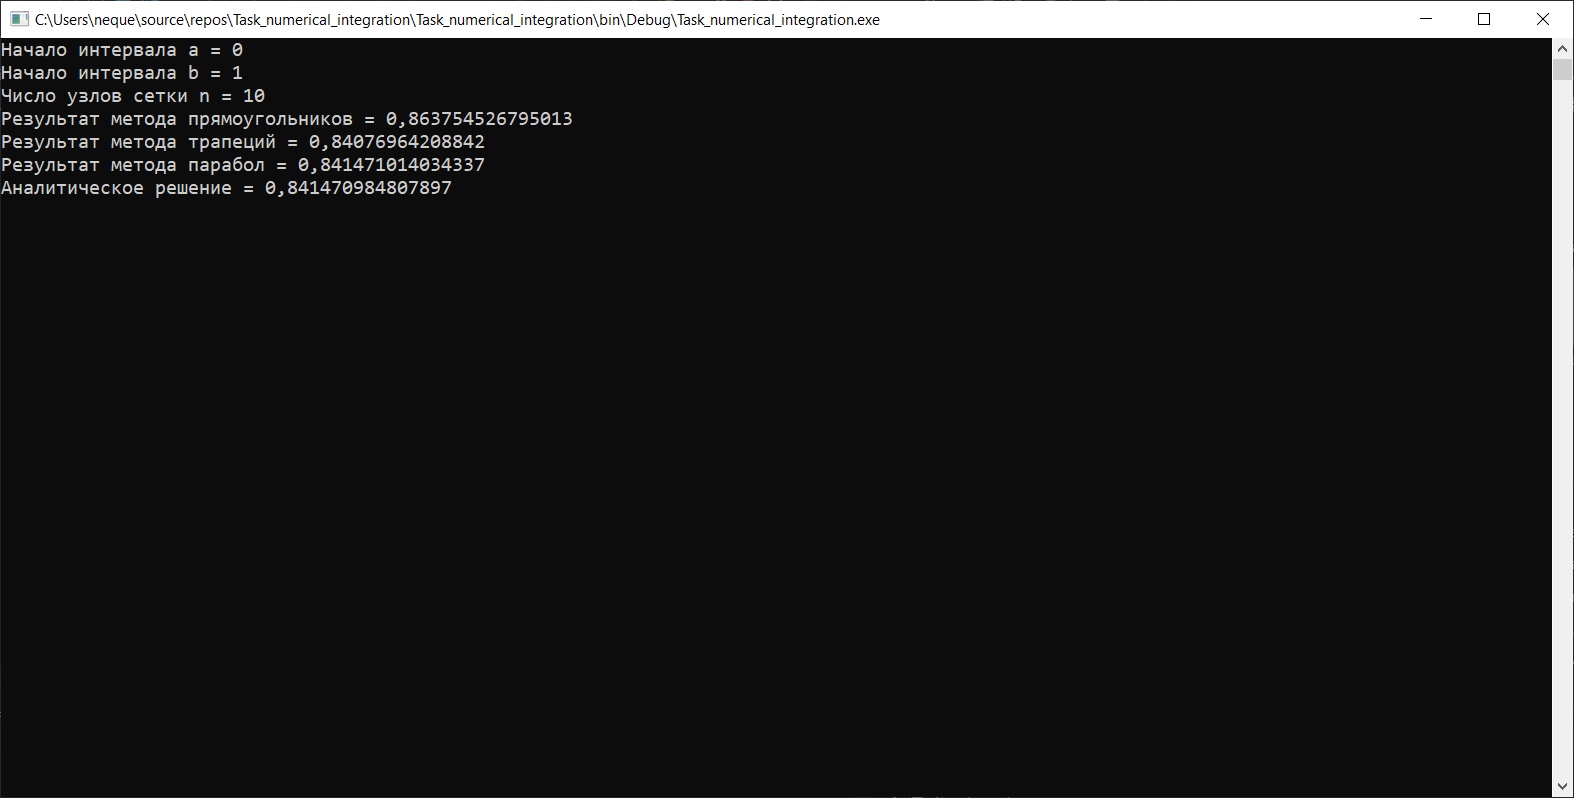 C:\Users\neque\source\repos\Task_numerical_integration\Task_numerical_integration\bin\Debug\Task_numerical_integration.exe
Начало интервала a = 0
Начало интервала b = 1
Число узлов сетки n = 10
Результат метода прямоугольников = 0,863754526795013
Результат метода трапеций = 0,84076964208842
Результат метода парабол = 0,841471014034337
Аналитическое решение = 0,841470984807897